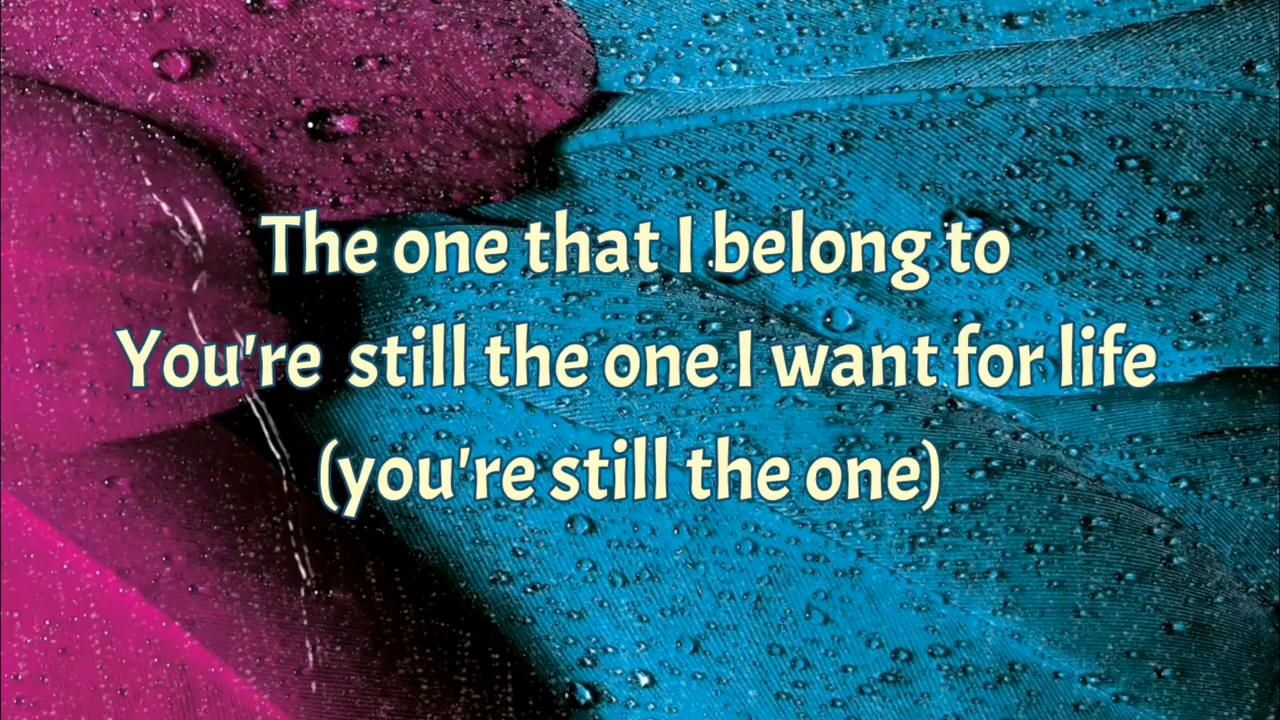 The one that I belong to
You're still the one I want for life
(you're still the one)